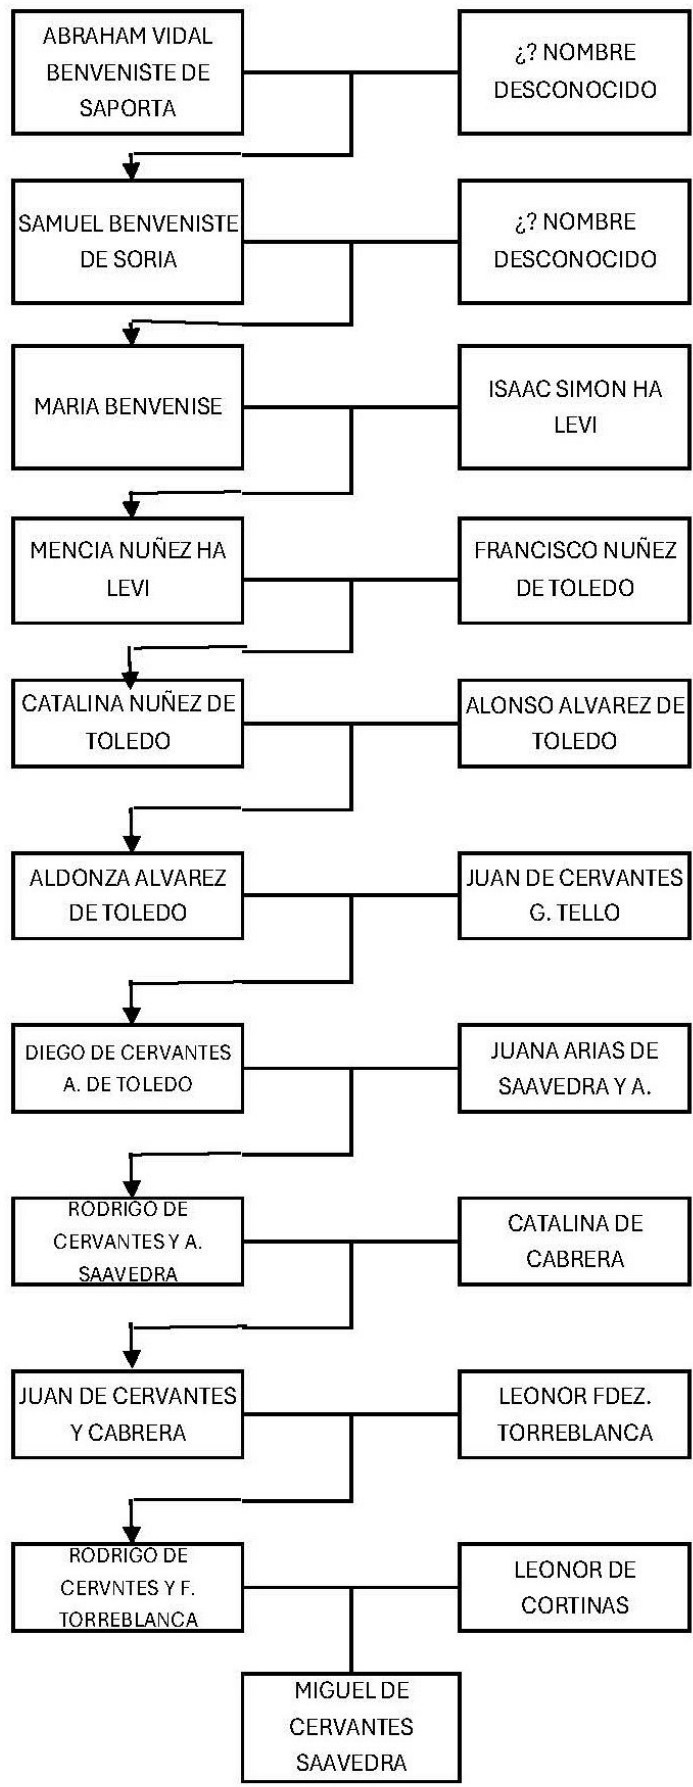 ABRAHAM VIDAL
BENVENISTE DE
SAPORTA
¿? NOMBRE
DESCONOCIDO
SAMUEL BENVENISTE
DE SORIA
¿? NOMBRE
DESCONOCIDO
MARIA BENVENISE
ISAAC SIMON HA
LEVI
MENCIA NUÑEZ HA
LEVI
FRANCISCO NUÑEZ
DE TOLEDO
CATALINA NUÑEZ DE
TOLEDO
ALONSO ALVAREZ DE
TOLEDO
ALDONZA ALVAREZ
DE TOLEDO
JUAN DE CERVANTES
G. TELLO
DIEGO DE CERVANTES
A. DE TOLEDO
JUANA ARIAS DE
SAAVEDRA Y A.
RODRIGO DE
CERVANTES Y A.
SAAVEDRA
CATALINA DE
CABRERA
JUAN DE CERVANTES
Y CABRERA
LEONOR FDEZ.
TORREBLANCA
RODRIGO DE
CERVNTES Y F.
TORREBLANCA
LEONOR DE
CORTINAS
MIGUEL DE
CERVANTES
SAAVEDRA